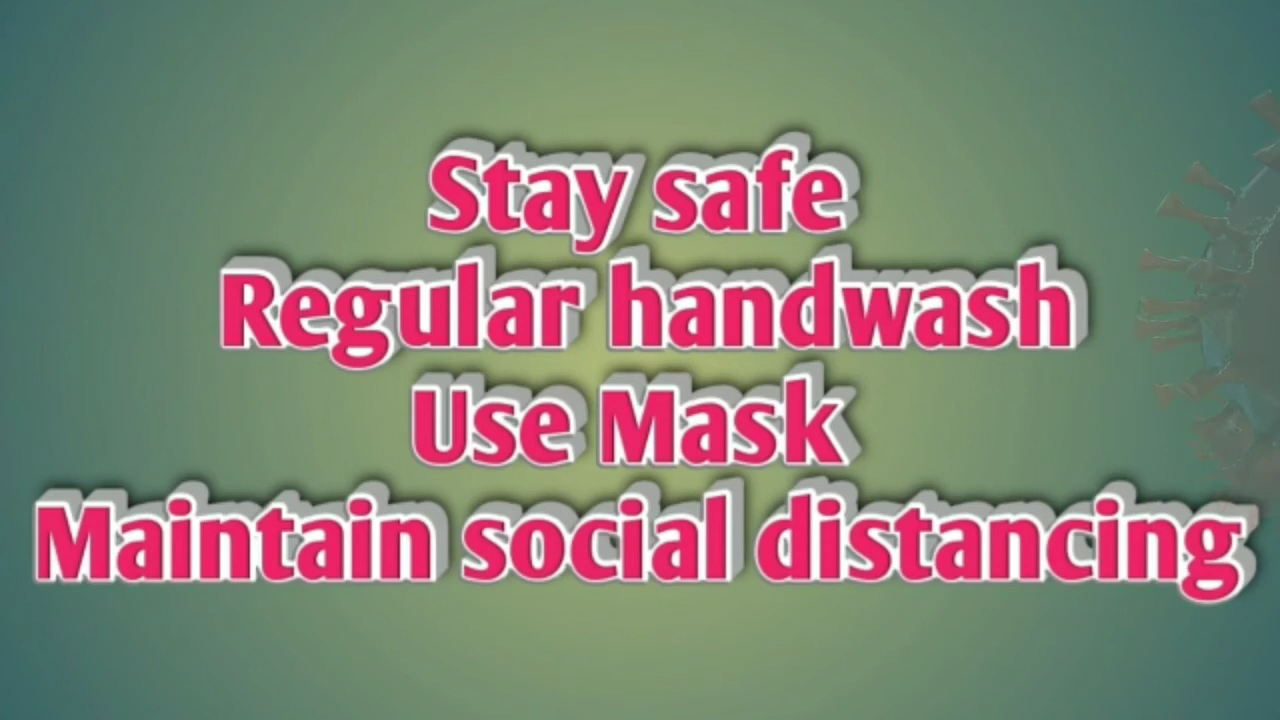 Stay safe
Regular handwash
Use Mask
Maintain social distancing